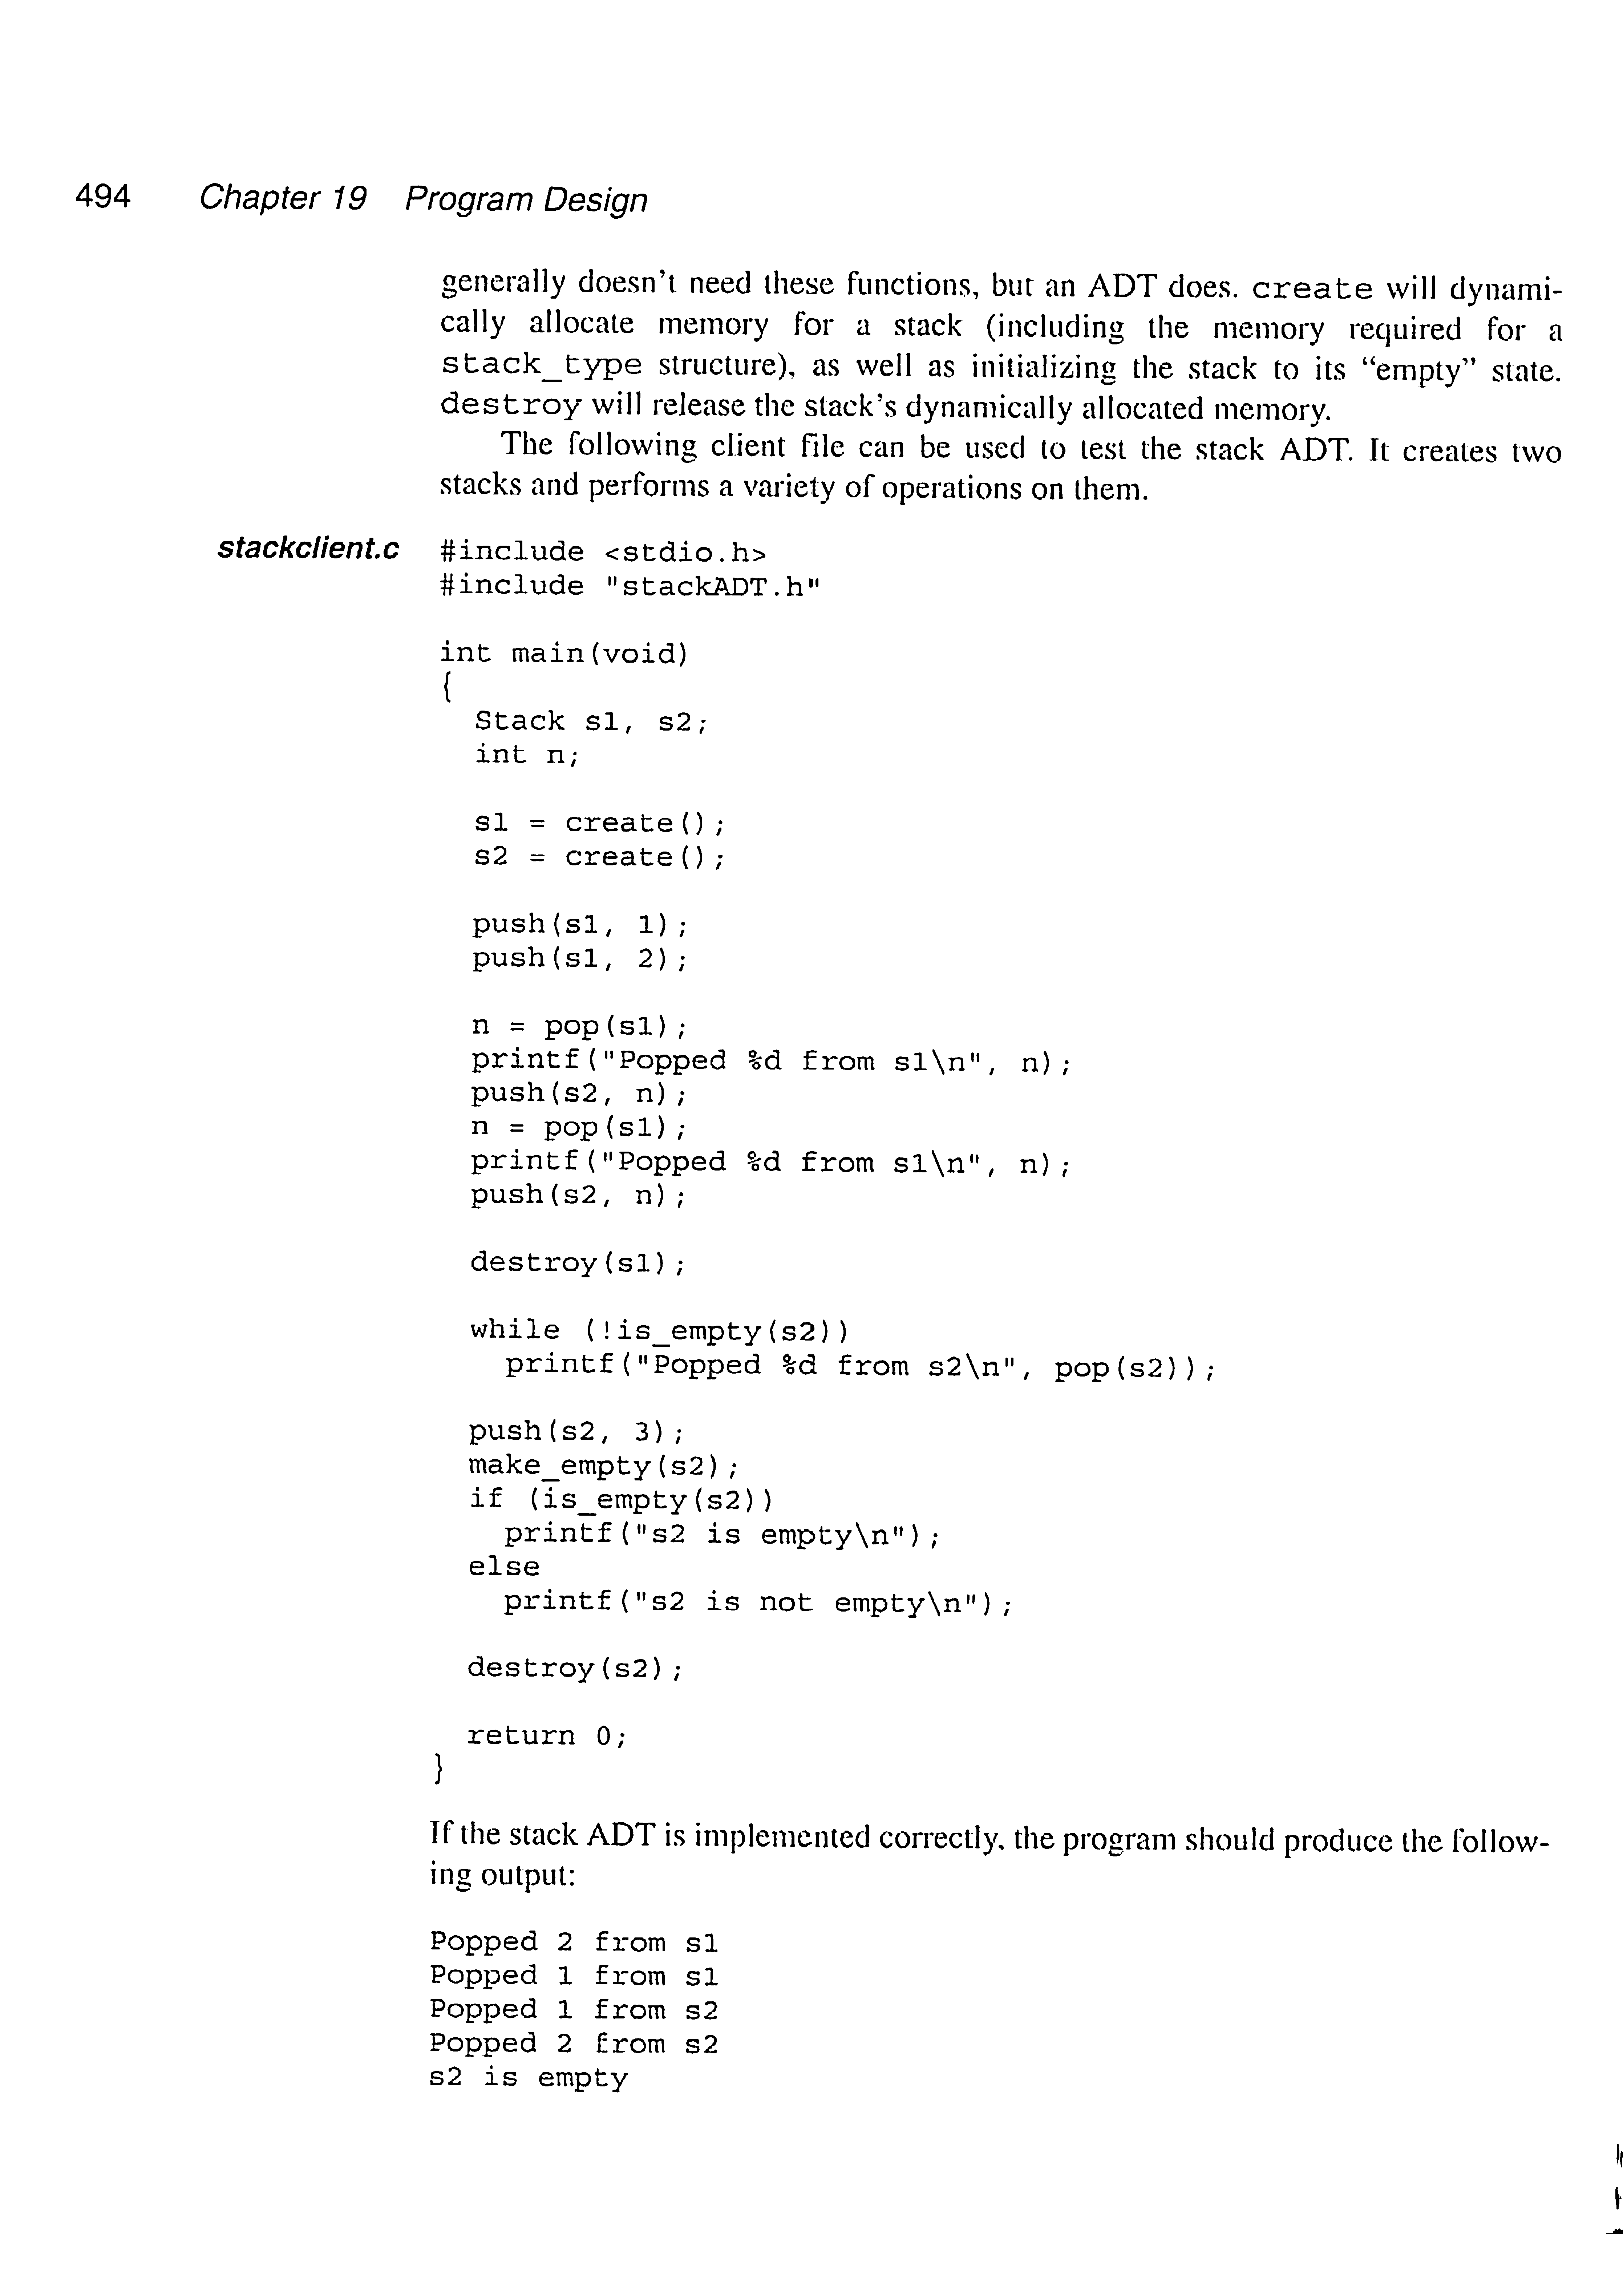 494 Chapter 19 Program Design
generally doesn't need these functions, but an ADT does. create will dynami-
cally allocate memory for a stack (including the memory required for a
stack_type structure), as well as initializing the stack to its “empty” state.
destroy will release the stack's dynamically allocated memory.
The following client file can be used to test the stack ADT. It creates two
stacks and performs a variety of operations on them.
stackclient.c #include <stdio.h>
#include "stackADT.h"
int main(void)
{
Stack s1, s2;
int n;
s1 = create();
s2 = create();
push(s1, 1);
push(s1, 2);
n = pop(s1);
printf("Popped %d from s1\n", n);
push(s2, n);
n = pop(s1);
printf("Popped %d from s1\n", n);
push(s2, n);
destroy(s1);
while (!is_empty(s2))
printf("Popped %d from s2\n", pop(s2));
push(s2, 3);
make_empty(s2);
if (is_empty(s2))
printf("s2 is empty\n");
else
printf("s2 is not empty\n");
destroy(s2);
return 0;
}
If the stack ADT is implemented correctly, the program should produce the follow-
ing output:
Popped 2 from s1
Popped 1 from s1
Popped 1 from s2
Popped 2 from s2
s2 is empty